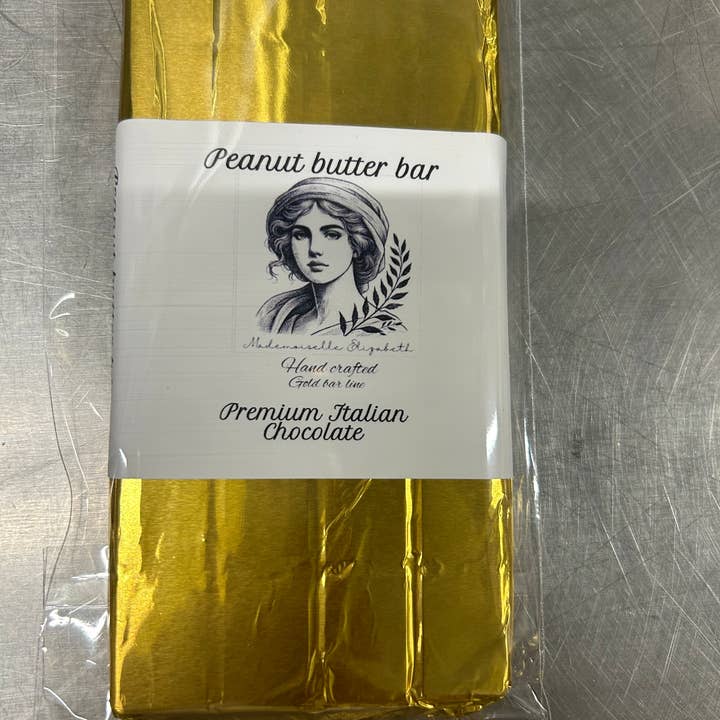 Peanut butter bar
Mademoiselle Elizabeth
Hand crafted
Gold bar line
Premium Italian
Chocolate